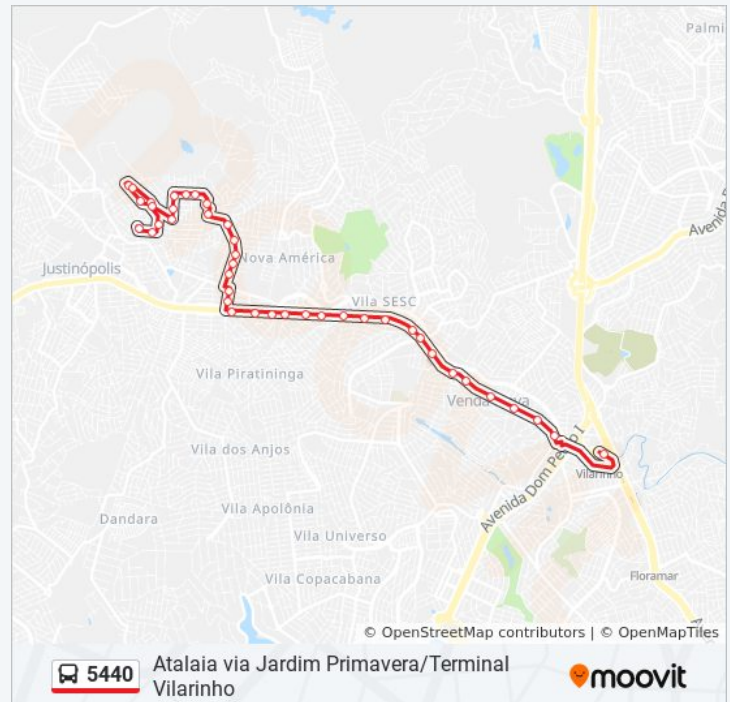 Palmi
Avenida D
Justinópolis
Nova América
Vila SESC
Vila Piratininga
Venda Nova
Avenida Dom Pedro I
Vila dos Anjos
Vilarinho
Vila Apolônia
Dandara
Vila Universo
Vila Copacabana
Floramar
A
© OpenStreetMap contributors | © OpenMapTiles
5440
Atalaia via Jardim Primavera/Terminal
Vilarinho
moovit